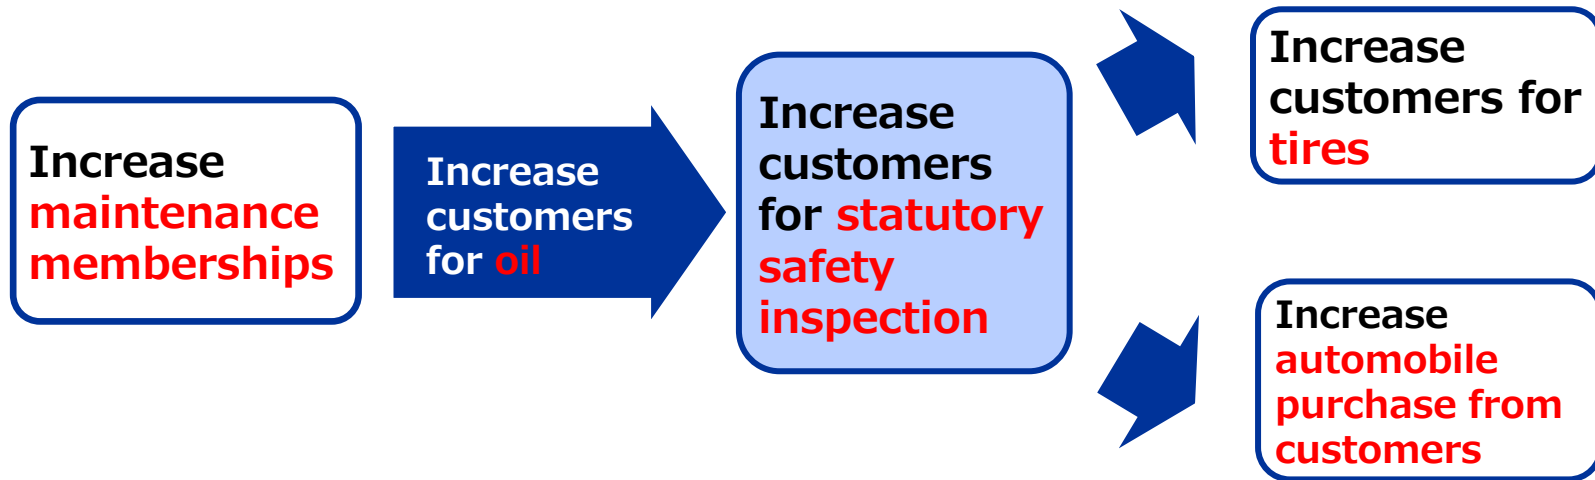 Increase
maintenance
memberships
Increase
customers
for oil
Increase
customers
for statutory
safety
inspection
Increase
customers for
tires
Increase
automobile
purchase from
customers